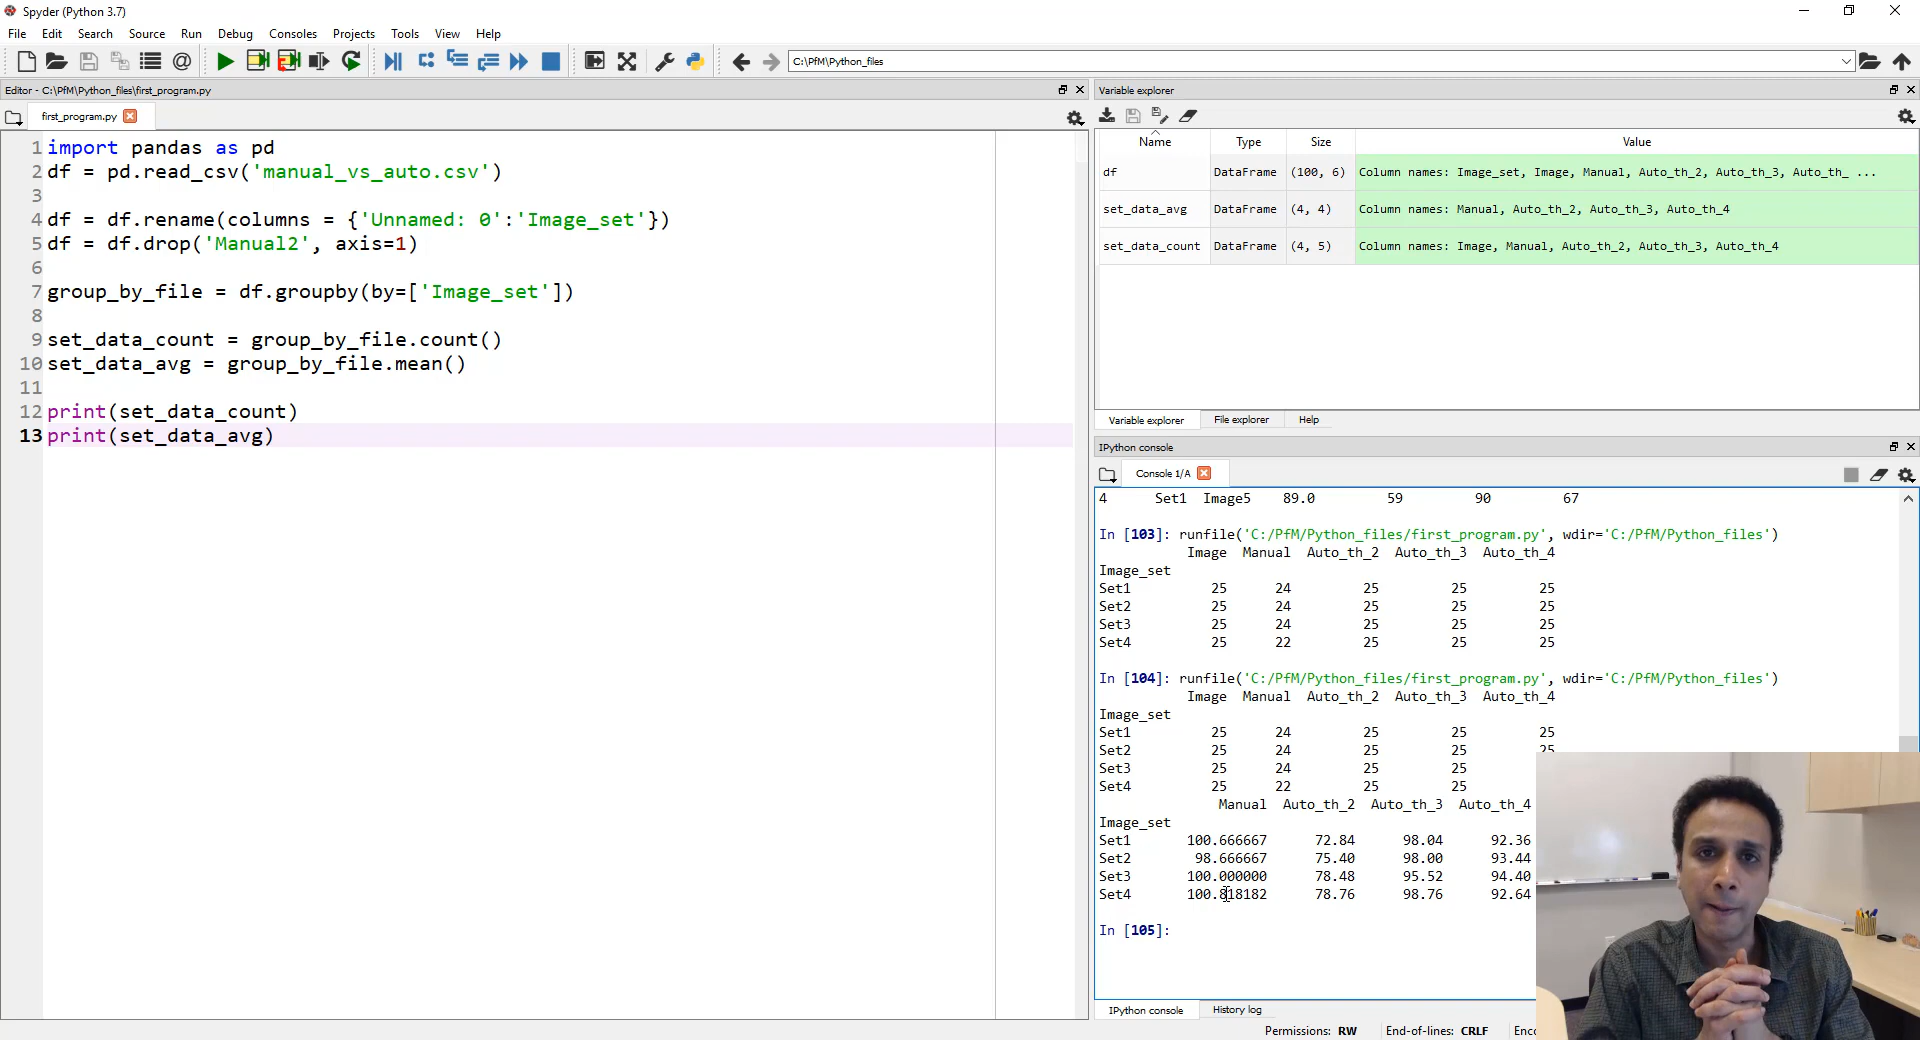 Spyder (Python 3.7)
File Edit Search Source Run Debug Consoles Projects Tools View Help
C:\PfM\Python_files
Editor - C:\PfM\Python_files\first_program.py
first_program.py
1 import pandas as pd
2 df = pd.read_csv('manual_vs_auto.csv')
3
4 df = df.rename(columns = {'Unnamed: 0':'Image_set'})
5 df = df.drop('Manual2', axis=1)
6
7 group_by_file = df.groupby(by=['Image_set'])
8
9 set_data_count = group_by_file.count()
10 set_data_avg = group_by_file.mean()
11
12 print(set_data_count)
13 print(set_data_avg)
Variable explorer
Name Type Size Value
df DataFrame (100, 6) Column names: Image_set, Image, Manual, Auto_th_2, Auto_th_3, Auto_th_ ...
set_data_avg DataFrame (4, 4) Column names: Manual, Auto_th_2, Auto_th_3, Auto_th_4
set_data_count DataFrame (4, 5) Column names: Image, Manual, Auto_th_2, Auto_th_3, Auto_th_4
Variable explorer File explorer Help
IPython console
Console 1/A
4 Set1 Image5 89.0 59 90 67
In [103]: runfile('C:/PfM/Python_files/first_program.py', wdir='C:/PfM/Python_files')
Image Manual Auto_th_2 Auto_th_3 Auto_th_4
Image_set
Set1 25 24 25 25 25
Set2 25 24 25 25 25
Set3 25 24 25 25 25
Set4 25 22 25 25 25
In [104]: runfile('C:/PfM/Python_files/first_program.py', wdir='C:/PfM/Python_files')
Image Manual Auto_th_2 Auto_th_3 Auto_th_4
Image_set
Set1 25 24 25 25 25
Set2 25 24 25 25 25
Set3 25 24 25 25
Set4 25 22 25 25
Manual Auto_th_2 Auto_th_3 Auto_th_4
Image_set
Set1 100.666667 72.84 98.04 92.36
Set2 98.666667 75.40 98.00 93.44
Set3 100.000000 78.48 95.52 94.40
Set4 100.818182 78.76 98.76 92.64
In [105]:
IPython console History log
Permissions: RW End-of-lines: CRLF